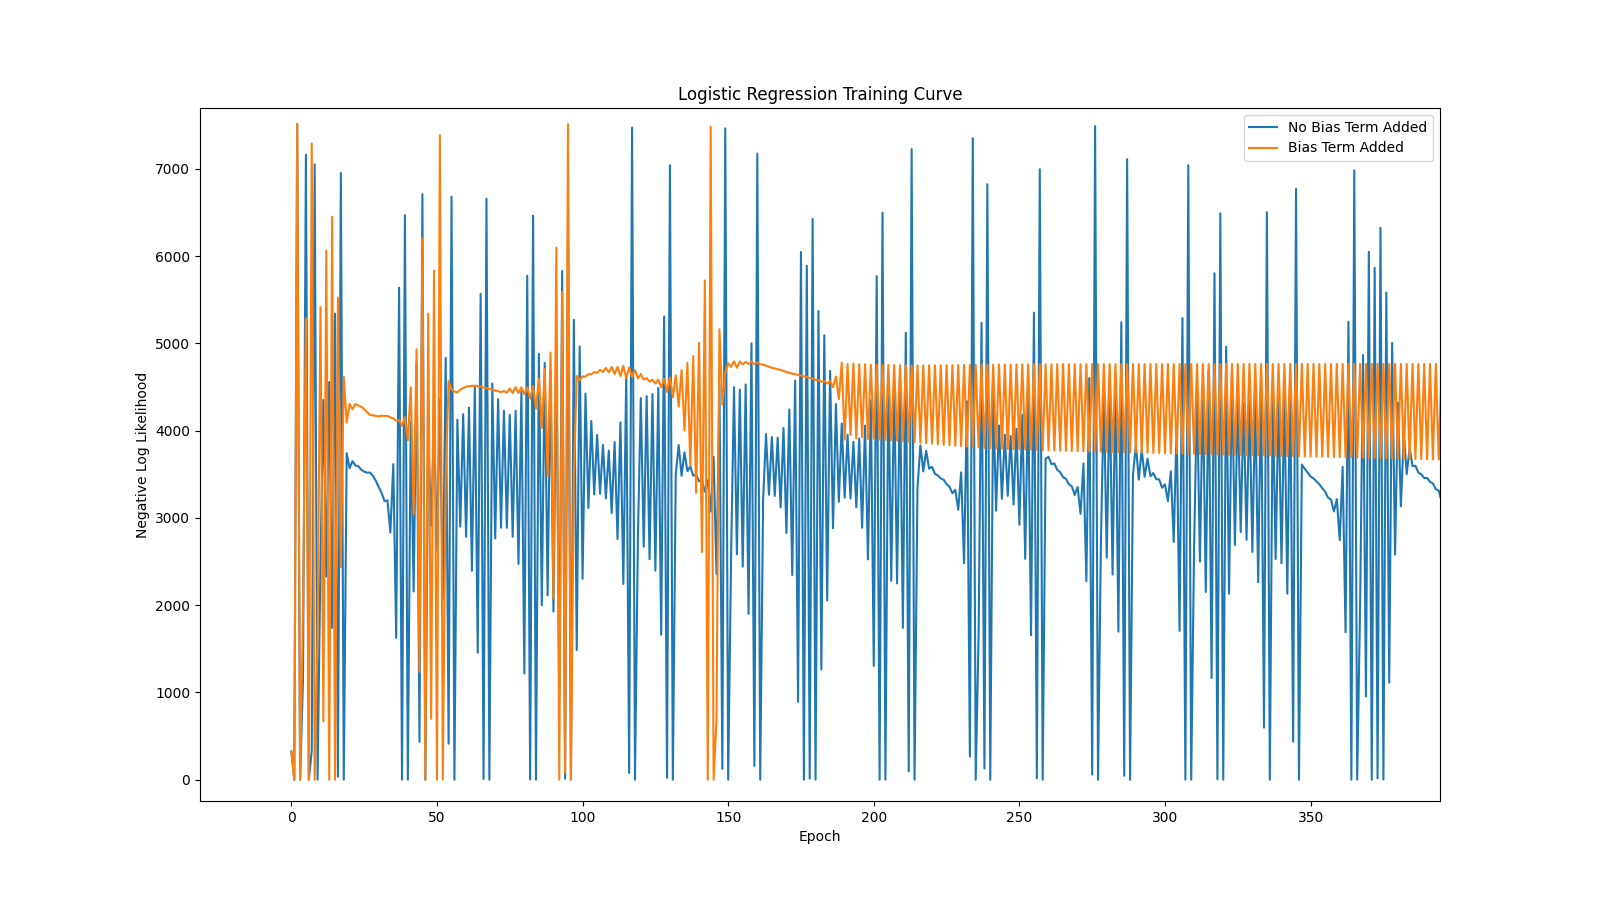 Logistic Regression Training Curve
No Bias Term Added
Bias Term Added
Negative Log Likelihood
7000
6000
5000
4000
3000
2000
1000
0
0 50 100 150 200 250 300 350
Epoch